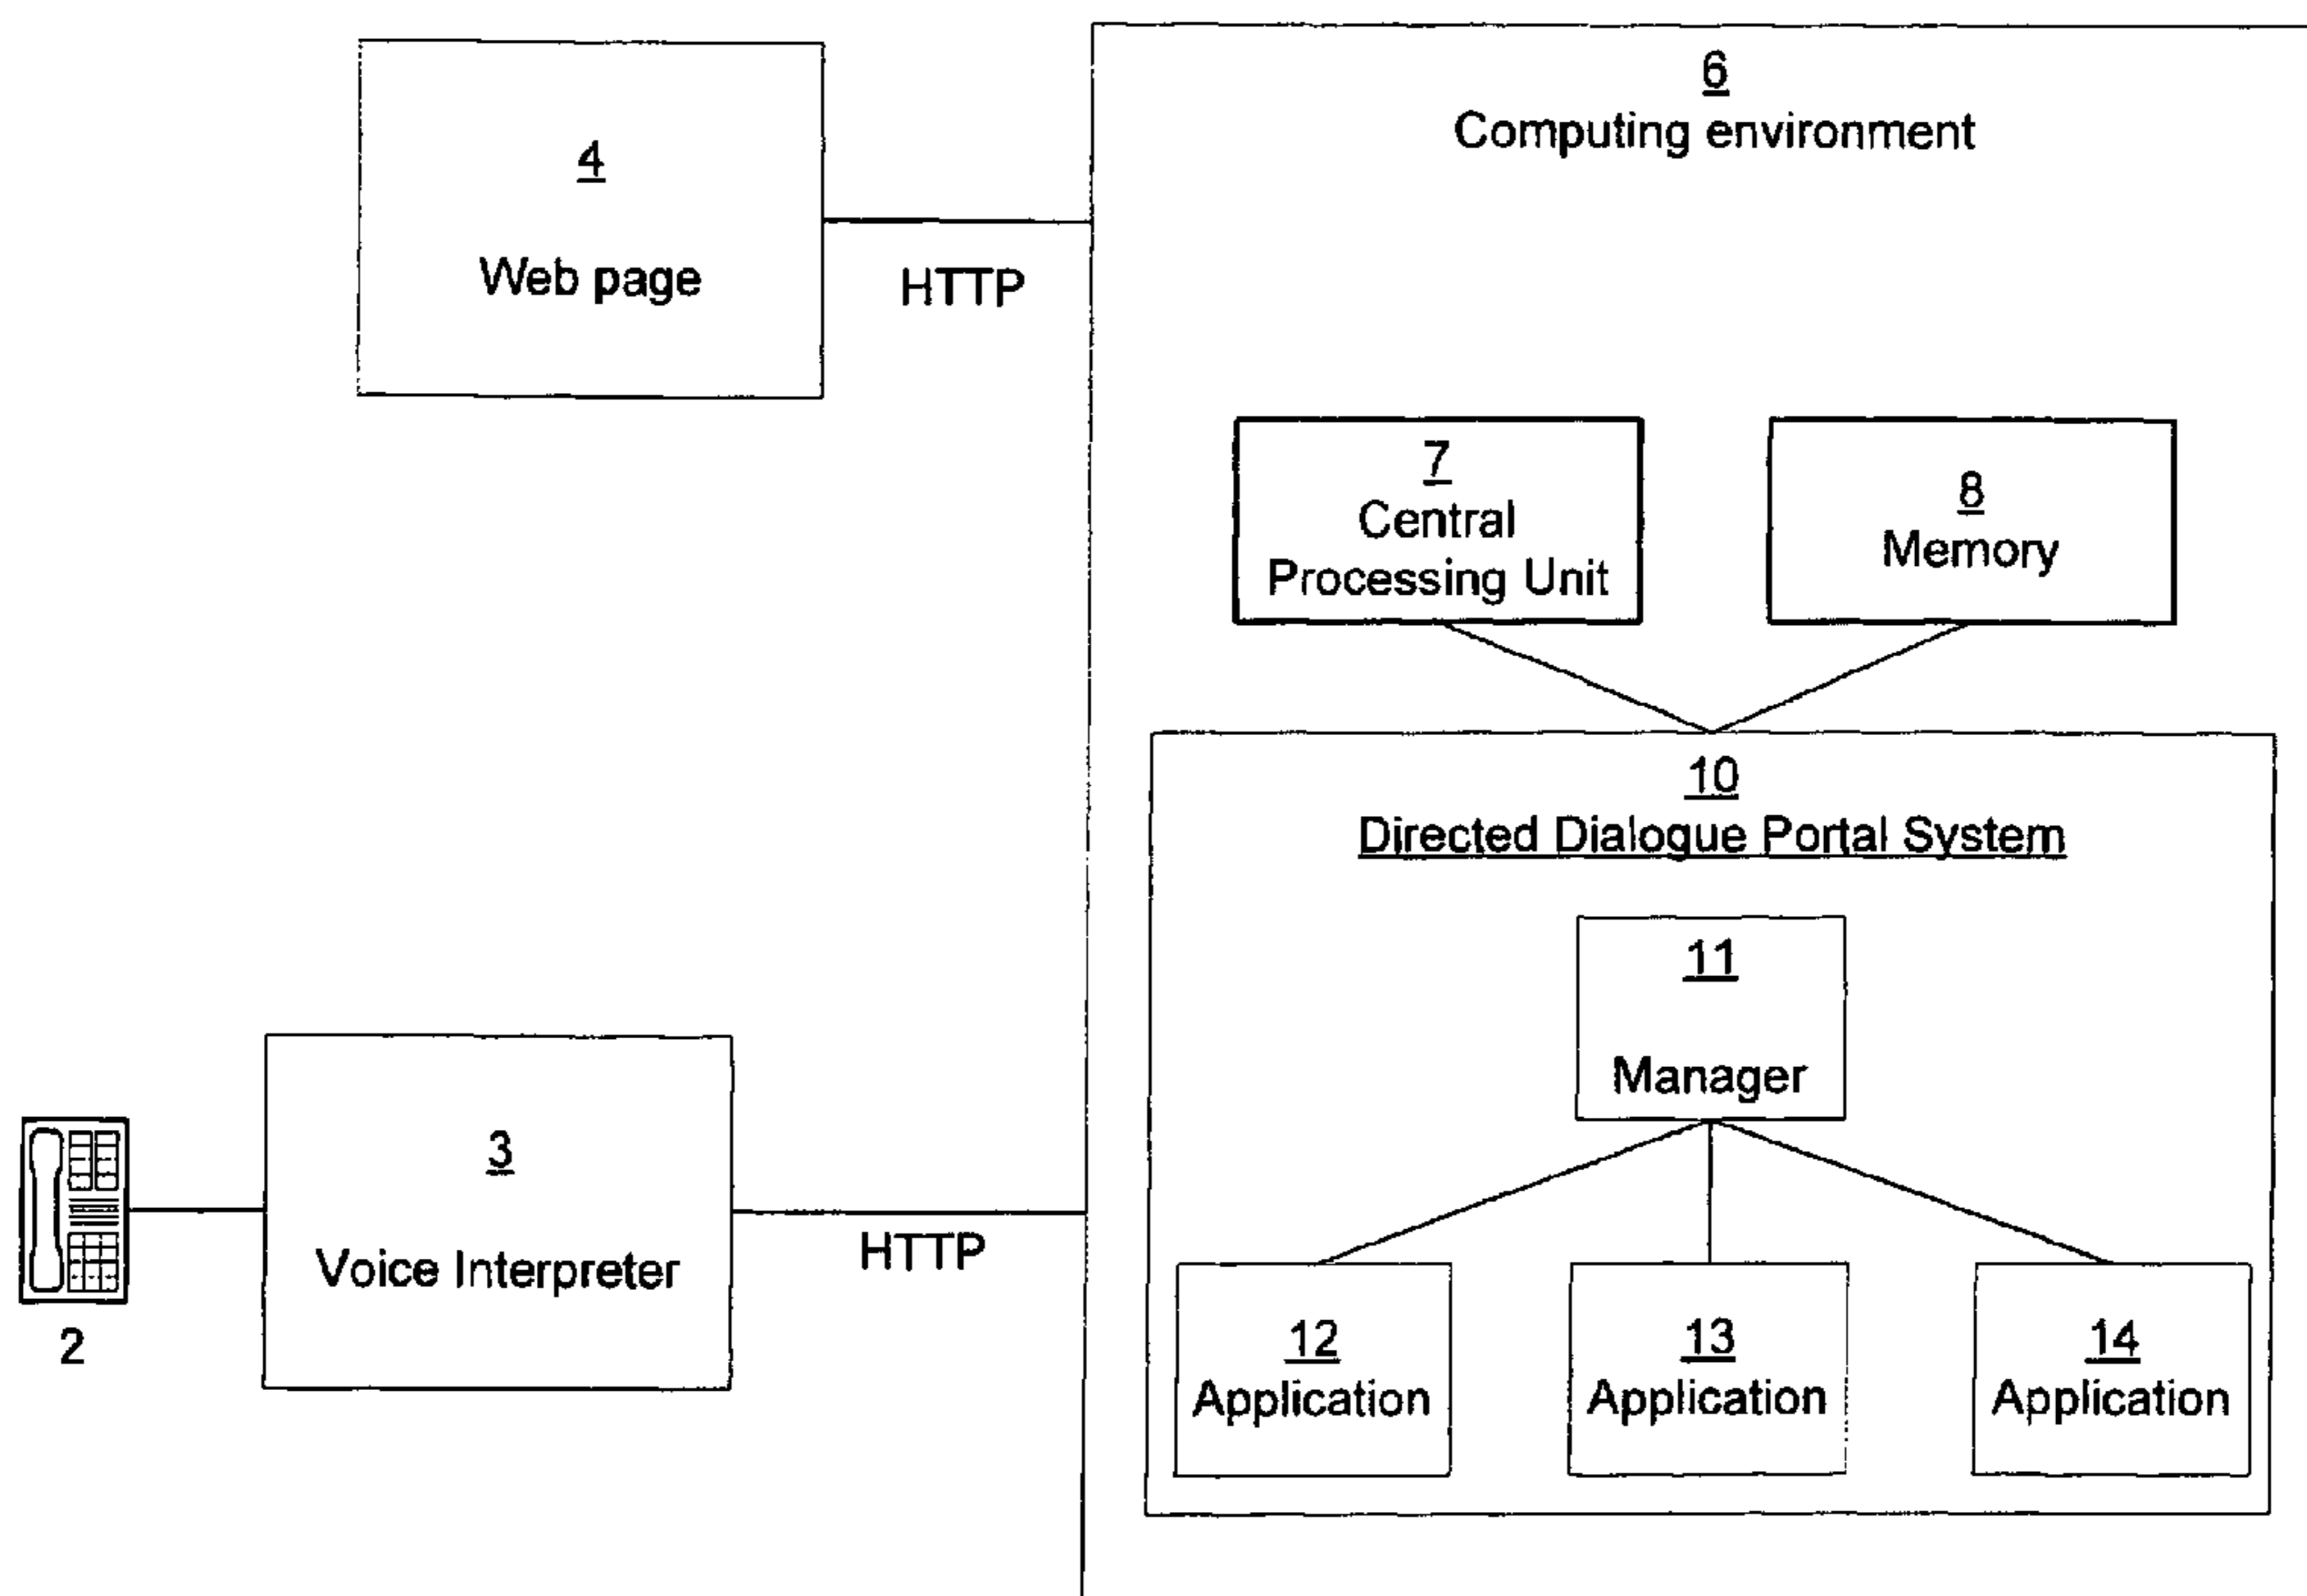 6
Computing environment
4
Web page
HTTP
7
Central
Processing Unit
8
Memory
10
Directed Dialogue Portal System
11
Manager
2
3
Voice Interpreter
HTTP
12
Application
13
Application
14
Application